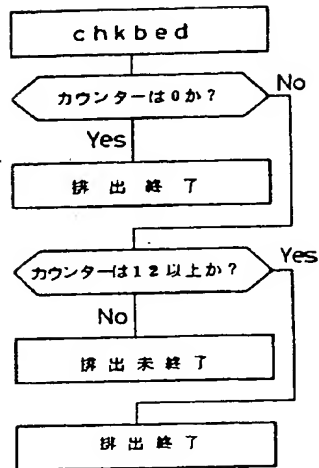 chkbed
カウンターは0か?
No
Yes
排出終了
カウンターは12以上か?
Yes
No
排出未終了
排出終了